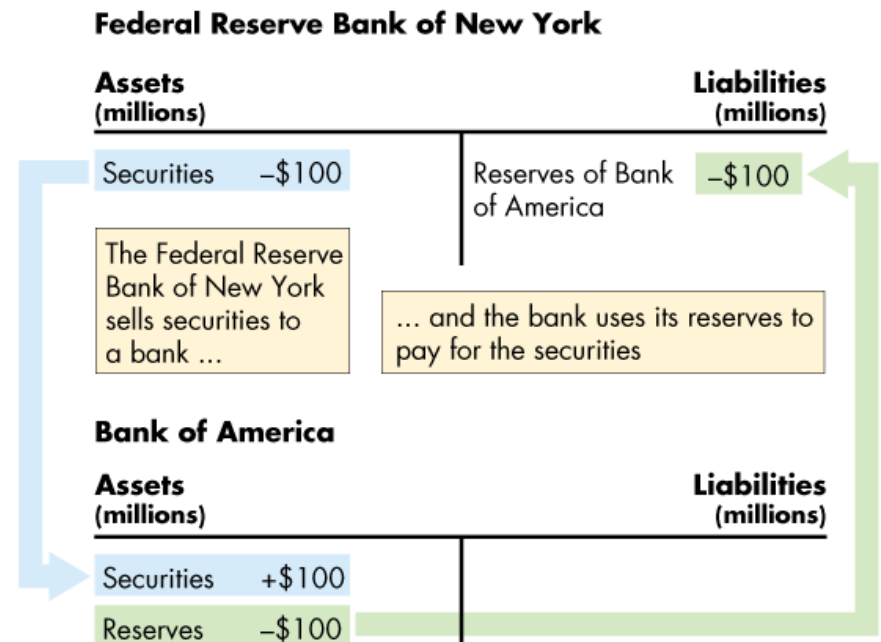 Federal Reserve Bank of New York
Assets
(millions)
Liabilities
(millions)
Securities –$100
Reserves of Bank
of America
–$100
The Federal Reserve
Bank of New York
sells securities to
a bank ...
... and the bank uses its reserves to
pay for the securities
Bank of America
Assets
(millions)
Liabilities
(millions)
Securities +$100
Reserves –$100